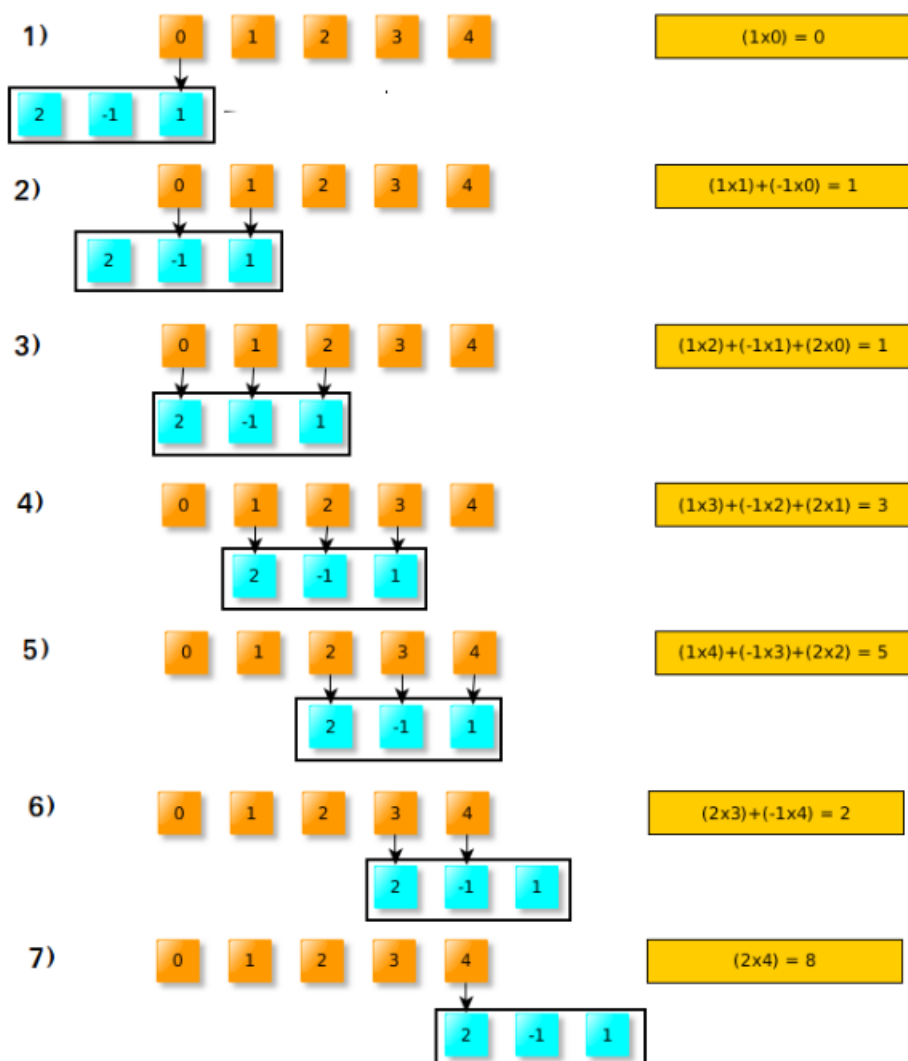 1) 0 1 2 3 4 (1x0) = 0
2 -1 1
2) 0 1 2 3 4 (1x1)+(-1x0) = 1
2 -1 1
3) 0 1 2 3 4 (1x2)+(-1x1)+(2x0) = 1
2 -1 1
4) 0 1 2 3 4 (1x3)+(-1x2)+(2x1) = 3
2 -1 1
5) 0 1 2 3 4 (1x4)+(-1x3)+(2x2) = 5
2 -1 1
6) 0 1 2 3 4 (2x3)+(-1x4) = 2
2 -1 1
7) 0 1 2 3 4 (2x4) = 8
2 -1 1